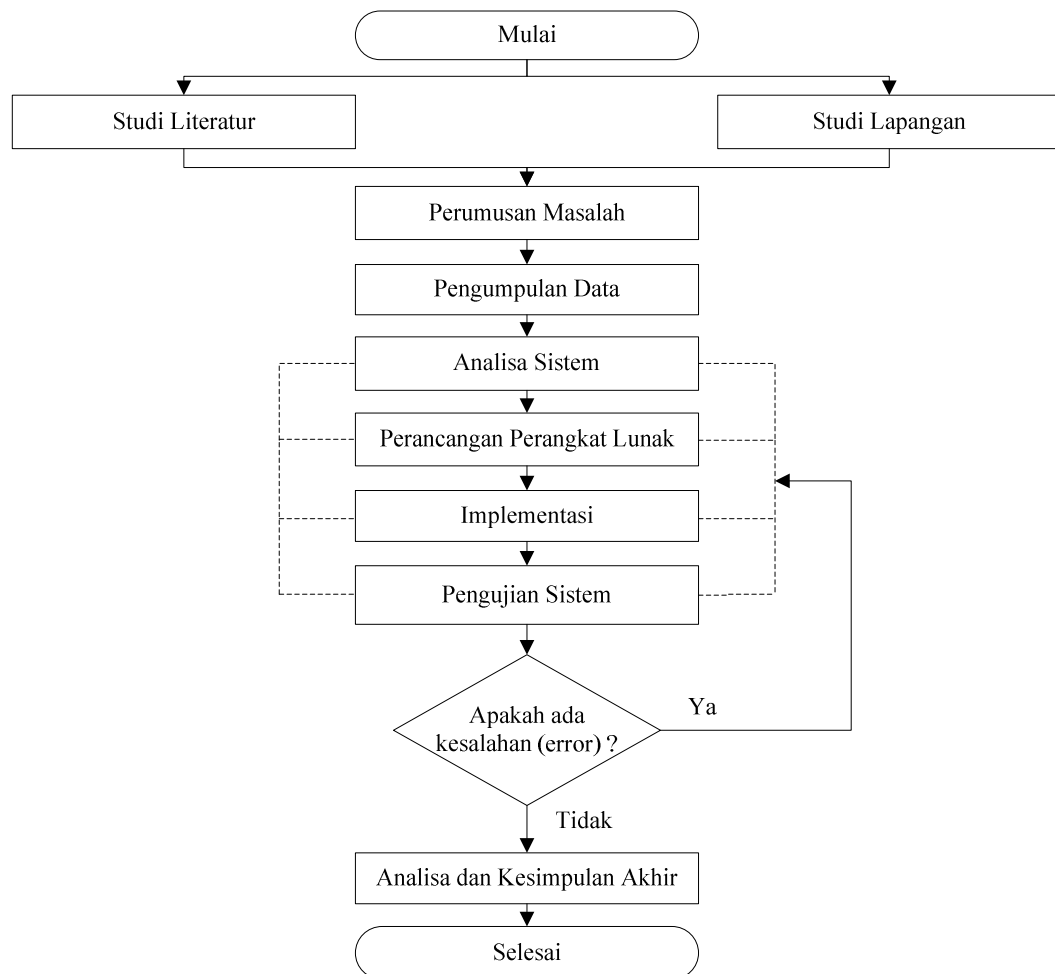 Mulai
Studi Literatur
Studi Lapangan
Perumusan Masalah
Pengumpulan Data
Analisa Sistem
Perancangan Perangkat Lunak
Implementasi
Pengujian Sistem
Apakah ada
kesalahan (error) ?
Ya
Tidak
Analisa dan Kesimpulan Akhir
Selesai